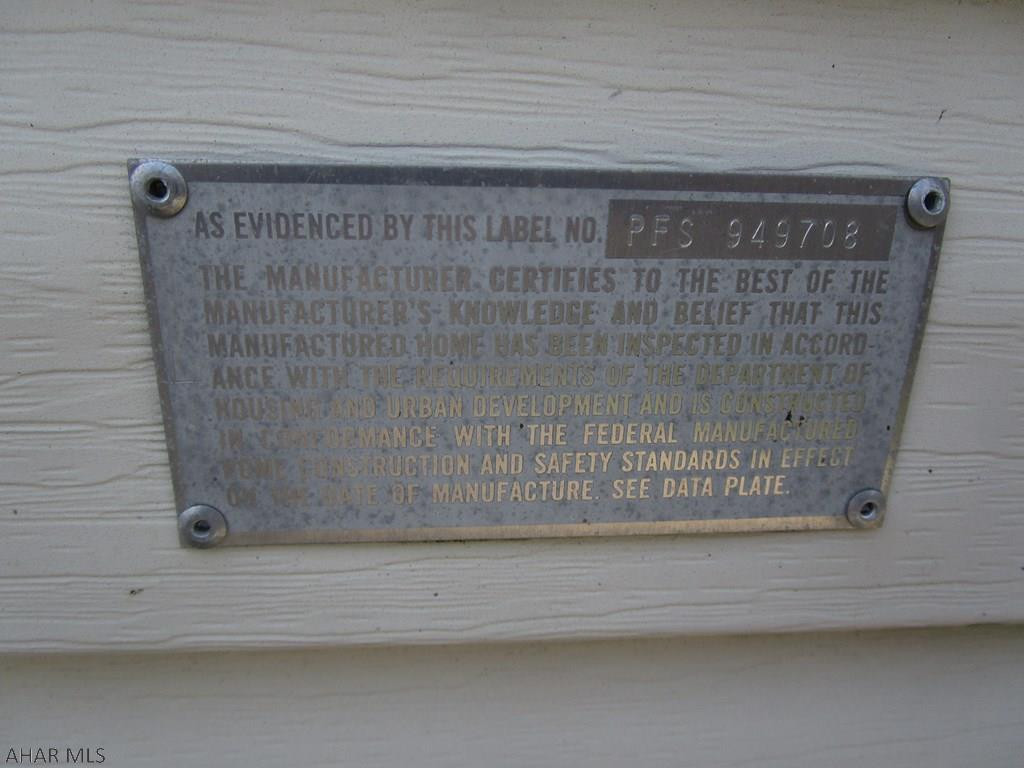 AS EVIDENCED BY THIS LABEL NO. PFS 949708
THE MANUFACTURER CERTIFIES TO THE BEST OF THE
MANUFACTURER'S KNOWLEDGE AND BELIEF THAT THIS
MANUFACTURED HOME HAS BEEN INSPECTED IN ACCORD-
ANCE WITH THE REQUIREMENTS OF THE DEPARTMENT OF
HOUSING AND URBAN DEVELOPMENT AND IS CONSTRUCTED
IN CONFORMANCE WITH THE FEDERAL MANUFACTURED
HOME CONSTRUCTION AND SAFETY STANDARDS IN EFFECT
ON THE DATE OF MANUFACTURE. SEE DATA PLATE.
AHAR MLS